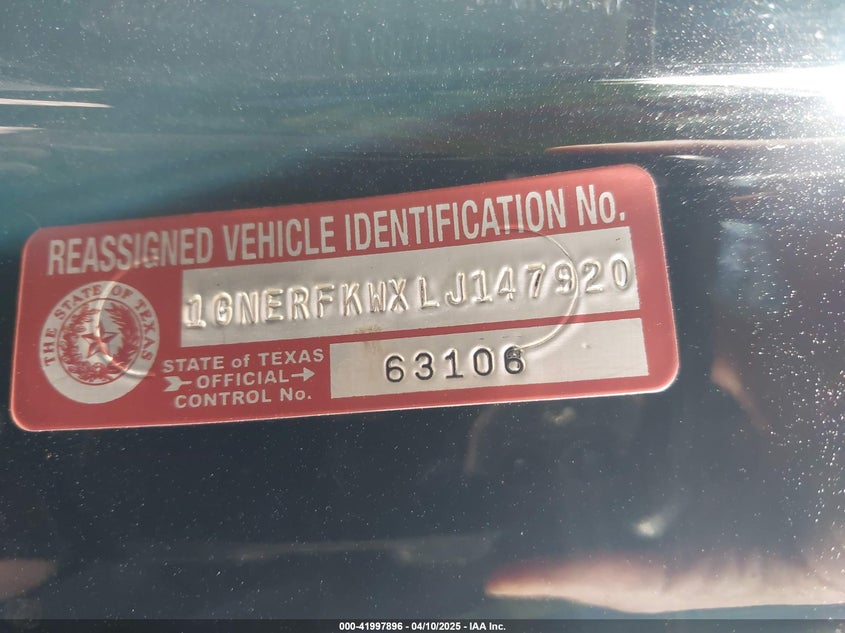 REASSIGNED VEHICLE IDENTIFICATION No.
1GNERFKWXLJ147920
THE STATE OF TEXAS
STATE of TEXAS
OFFICIAL
CONTROL No.
63106
000-41997896 - 04/10/2025 - IAA Inc.